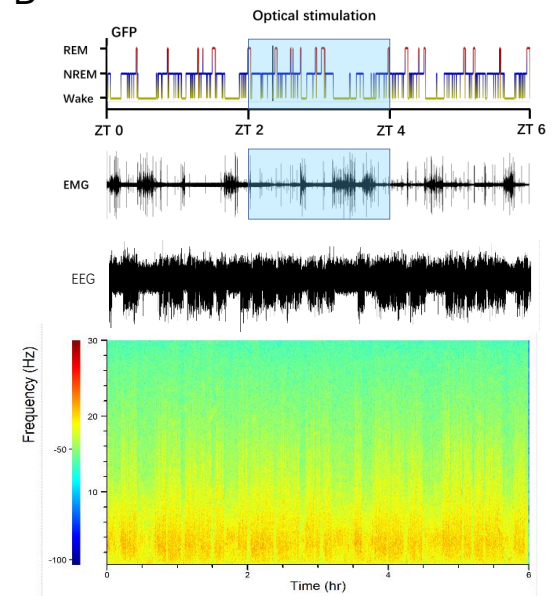 Optical stimulation
GFP
REM
NREM
Wake
ZT 0
ZT 2
ZT 4
ZT 6
EMG
EEG
Frequency (Hz)
30
20
10
-50
-100
0
2
4
6
Time (hr)